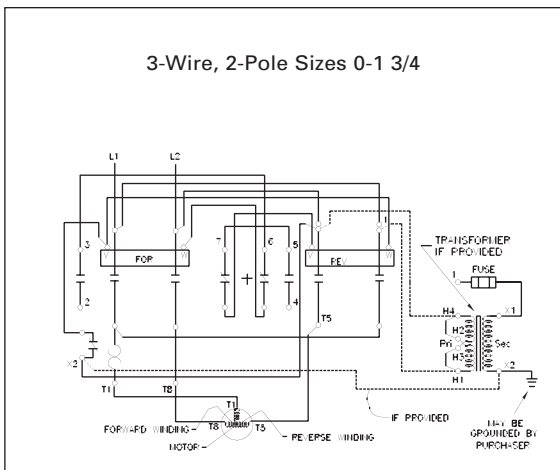 3-Wire, 2-Pole Sizes 0-1 3/4
L1 L2
3 7 6 5 1
V FOR W V REV W
TRANSFORMER
IF PROVIDED
1 FUSE
2 4
T5
H4 X1
H2
Pri Sec
H3
H1 X2
X2
T1 T8
T1
IF PROVIDED
FORWARD WINDING T8 T5 REVERSE WINDING
MOTOR
MAY BE
GROUNDED BY
PURCHASER